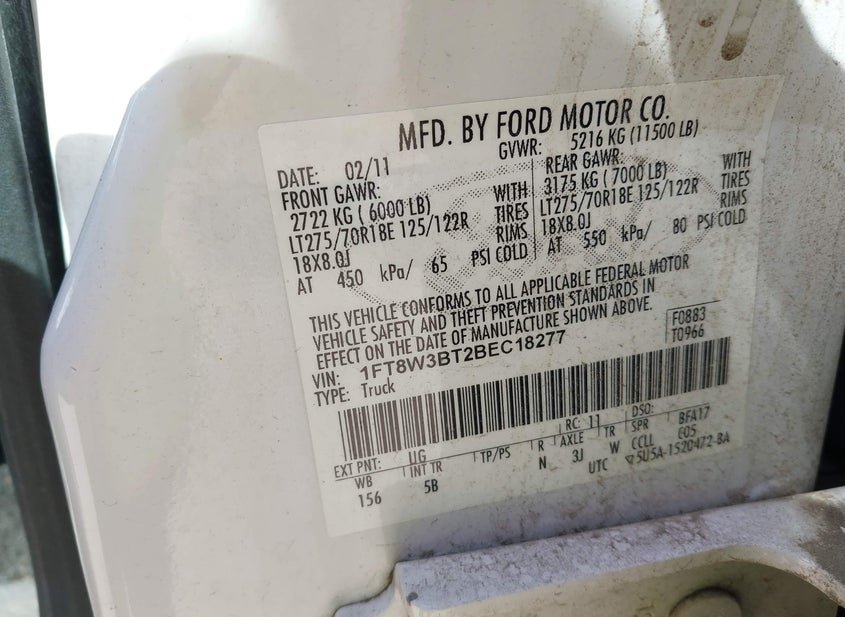 MFD. BY FORD MOTOR CO.
DATE: 02/11 GVWR: 5216 KG (11500 LB)
FRONT GAWR: REAR GAWR:
2722 KG ( 6000 LB) WITH 3175 KG ( 7000 LB) WITH
LT275/70R18E 125/122R TIRES LT275/70R18E 125/122R TIRES
18X8.0J RIMS 18X8.0J RIMS
AT 450 kPa/ 65 PSI COLD AT 550 kPa/ 80 PSI COLD
THIS VEHICLE CONFORMS TO ALL APPLICABLE FEDERAL MOTOR
VEHICLE SAFETY AND THEFT PREVENTION STANDARDS IN
EFFECT ON THE DATE OF MANUFACTURE SHOWN ABOVE.
VIN: 1FT8W3BT2BEC18277 F0883
TYPE: Truck T0966
EXT PNT: UG RC: 11 DSO: BFA17
WB INT TR TP/PS R AXLE TR SPR E05
156 5B N 3J W CCLL
UTC 5U5A-1520472-BA